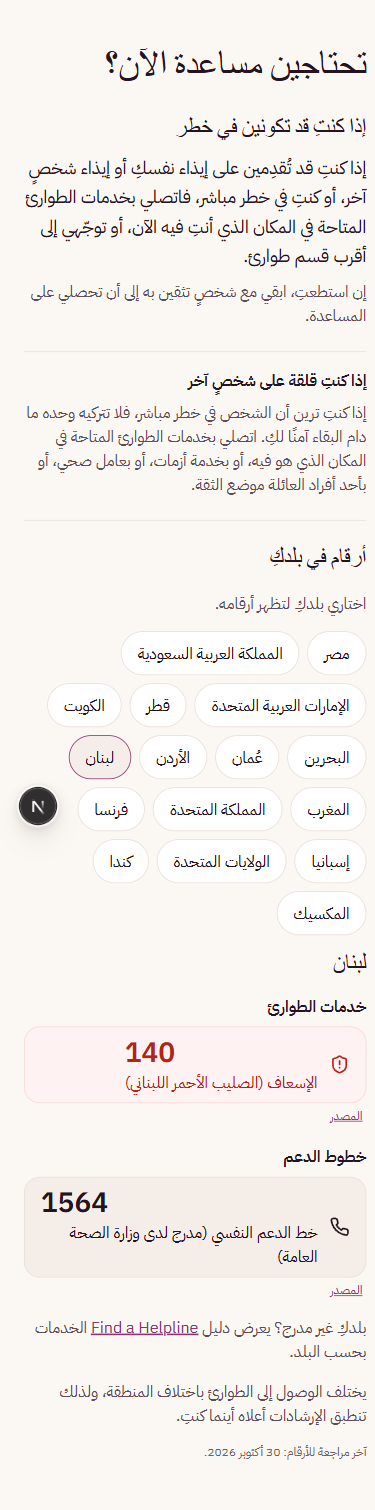 تحتاجين مساعدة الآن؟
إذا كنتِ قد تكونين في خطر
إذا كنتِ قد تُقدِمين على إيذاء نفسكِ أو إيذاء شخصٍ
آخر، أو كنتِ في خطر مباشر، فاتصلي بخدمات الطوارئ
المتاحة في المكان الذي أنتِ فيه الآن، أو توجّهي إلى
أقرب قسم طوارئ.
إن استطعتِ، ابقي مع شخصٍ تثقين به إلى أن تحصلي على
المساعدة.
إذا كنتِ قلقة على شخصٍ آخر
إذا كنتِ ترين أن الشخص في خطر مباشر، فلا تتركيه وحده ما
دام البقاء آمنًا لكِ. اتصلي بخدمات الطوارئ المتاحة في
المكان الذي هو فيه، أو بخدمة أزمات، أو بعامل صحي، أو
بأحد أفراد العائلة موضع الثقة.
أرقام في بلدكِ
اختاري بلدكِ لتظهر أرقامه.
مصر
المملكة العربية السعودية
الإمارات العربية المتحدة
قطر
الكويت
البحرين
عُمان
الأردن
لبنان
المغرب
المملكة المتحدة
فرنسا
N
إسبانيا
الولايات المتحدة
كندا
المكسيك
لبنان
خدمات الطوارئ
140
الإسعاف (الصليب الأحمر اللبناني)
المصدر
خطوط الدعم
1564
خط الدعم النفسي (مدرج لدى وزارة الصحة
العامة)
المصدر
بلدكِ غير مدرج؟ يعرض دليل Find a Helpline الخدمات
بحسب البلد.
يختلف الوصول إلى الطوارئ باختلاف المنطقة، ولذلك
تنطبق الإرشادات أعلاه أينما كنتِ.
آخر مراجعة للأرقام: 30 أكتوبر 2026.